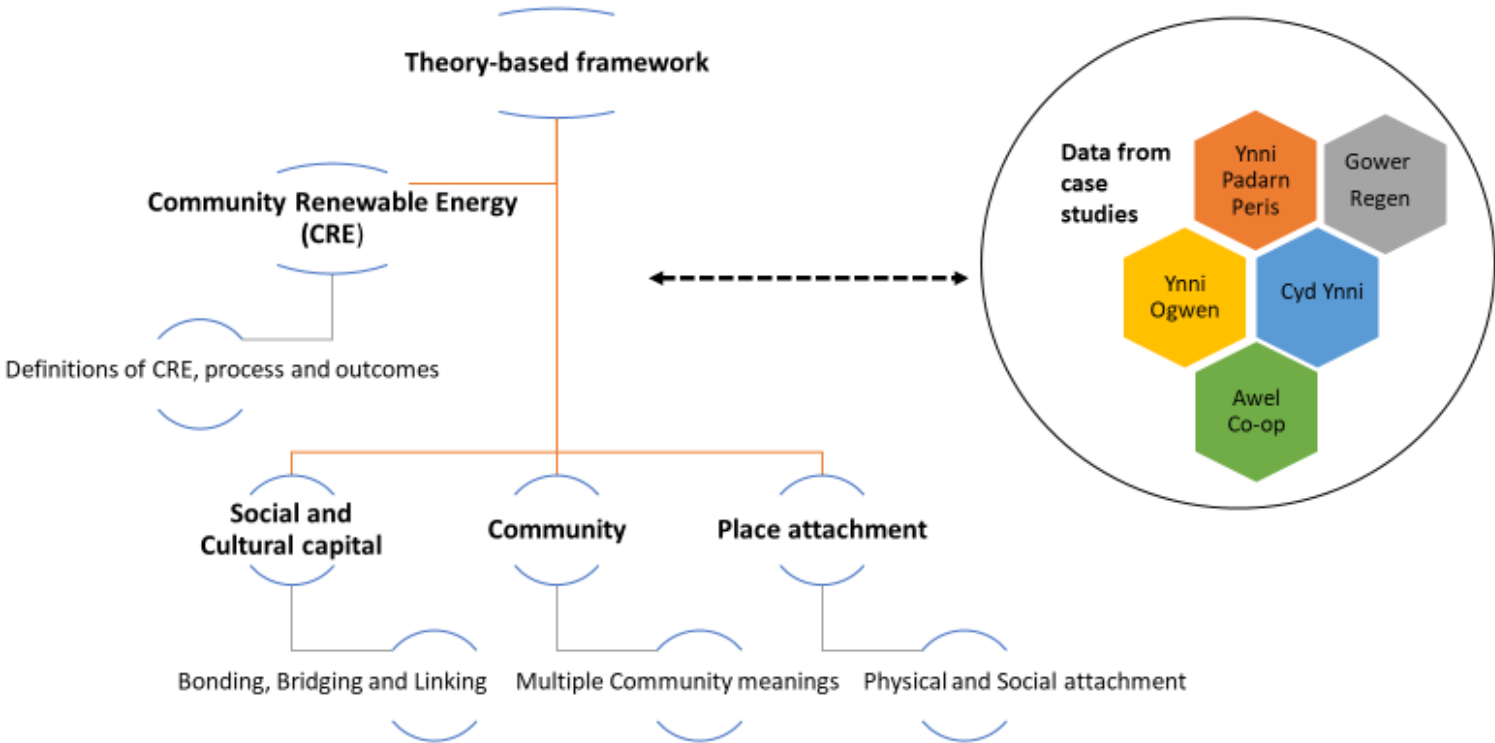 Theory-based framework
Community Renewable Energy
(CRE)
Definitions of CRE, process and outcomes
Social and
Cultural capital
Community
Place attachment
Bonding, Bridging and Linking
Multiple Community meanings
Physical and Social attachment
Data from
case
studies
Ynni
Padarn
Peris
Gower
Regen
Ynni
Ogwen
Cyd Ynni
Awel
Co-op